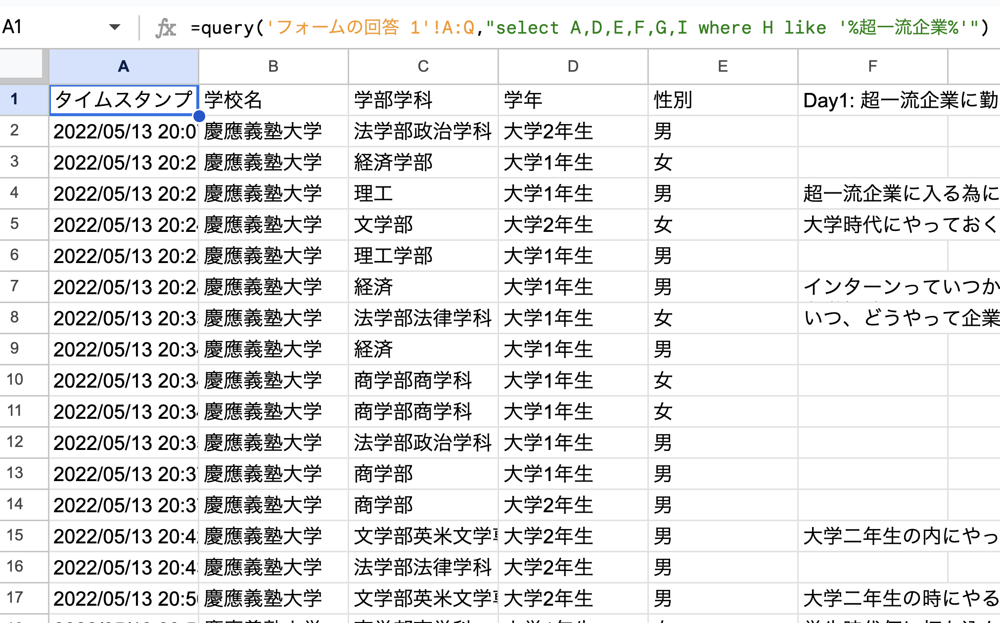 A1 fx =query('フォームの回答 1'!A:Q,"select A,D,E,F,G,I where H like '%超一流企業%'")
A B C D E F
1 タイムスタンプ 学校名 学部学科 学年 性別 Day1: 超一流企業に勤
2 2022/05/13 20:0 慶應義塾大学 法学部政治学科 大学2年生 男
3 2022/05/13 20:2 慶應義塾大学 経済学部 大学1年生 女
4 2022/05/13 20:2 慶應義塾大学 理工 大学1年生 男 超一流企業に入る為に
5 2022/05/13 20:2 慶應義塾大学 文学部 大学2年生 女 大学時代にやっておく
6 2022/05/13 20:2 慶應義塾大学 理工学部 大学1年生 男
7 2022/05/13 20:2 慶應義塾大学 経済 大学1年生 男 インターンっていつか
8 2022/05/13 20:3 慶應義塾大学 法学部法律学科 大学1年生 女 いつ、どうやって企業
9 2022/05/13 20:3 慶應義塾大学 経済 大学1年生 男
10 2022/05/13 20:3 慶應義塾大学 商学部商学科 大学1年生 女
11 2022/05/13 20:3 慶應義塾大学 商学部商学科 大学1年生 女
12 2022/05/13 20:3 慶應義塾大学 法学部政治学科 大学1年生 男
13 2022/05/13 20:3 慶應義塾大学 商学部 大学1年生 男
14 2022/05/13 20:3 慶應義塾大学 商学部 大学2年生 男
15 2022/05/13 20:4 慶應義塾大学 文学部英米文学 大学2年生 男 大学二年生の内にやっ
16 2022/05/13 20:4 慶應義塾大学 法学部法律学科 大学2年生 男
17 2022/05/13 20:5 慶應義塾大学 文学部英米文学 大学2年生 男 大学二年生の時にやる